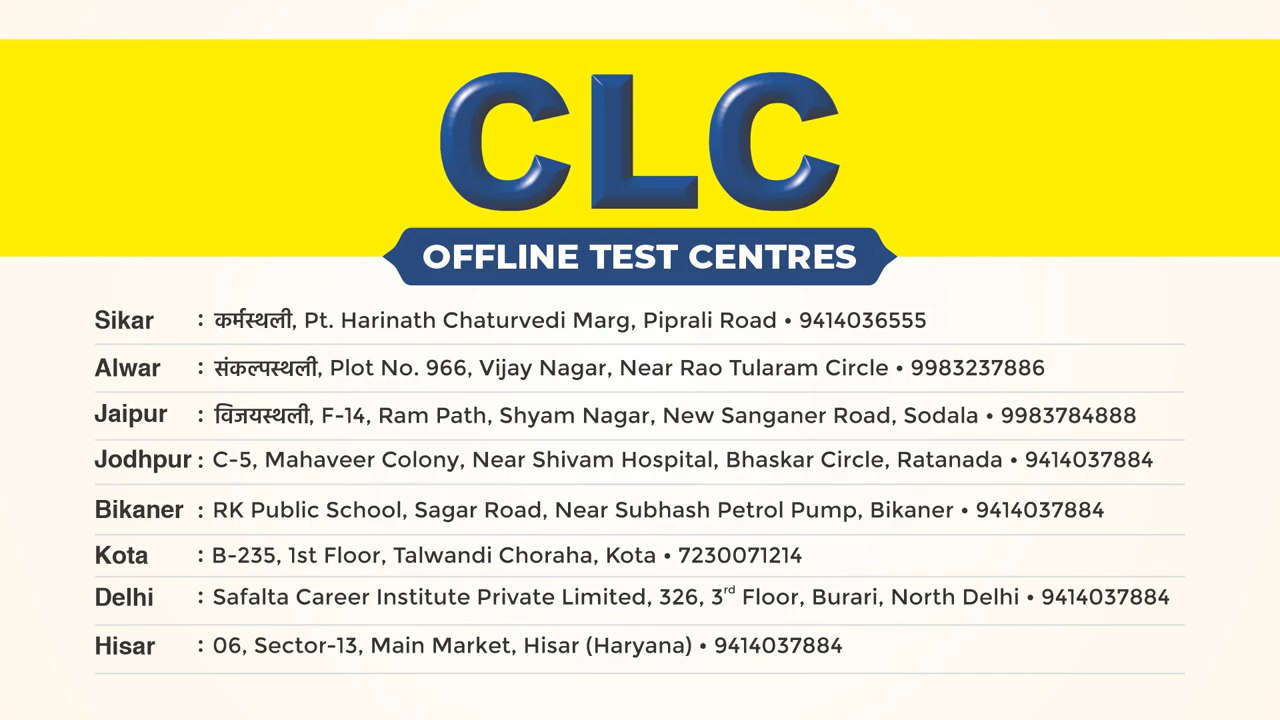 CLC
OFFLINE TEST CENTRES
Sikar : कर्मस्थली, Pt. Harinath Chaturvedi Marg, Piprali Road • 9414036555
Alwar : संकल्पस्थली, Plot No. 966, Vijay Nagar, Near Rao Tularam Circle • 9983237886
Jaipur : विजयस्थली, F-14, Ram Path, Shyam Nagar, New Sanganer Road, Sodala • 9983784888
Jodhpur : C-5, Mahaveer Colony, Near Shivam Hospital, Bhaskar Circle, Ratanada • 9414037884
Bikaner : RK Public School, Sagar Road, Near Subhash Petrol Pump, Bikaner • 9414037884
Kota : B-235, 1st Floor, Talwandi Choraha, Kota • 7230071214
Delhi : Safalta Career Institute Private Limited, 326, 3rd Floor, Burari, North Delhi • 9414037884
Hisar : 06, Sector-13, Main Market, Hisar (Haryana) • 9414037884